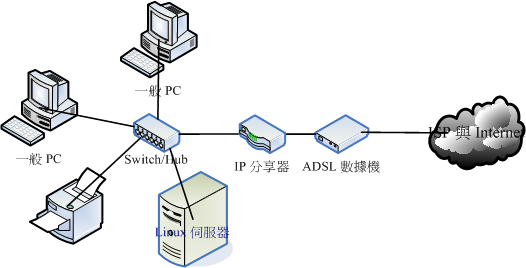 一般 PC
一般 PC
Switch/Hub
IP 分享器
ADSL 數據機
ISP 與 Internet
Linux 伺服器